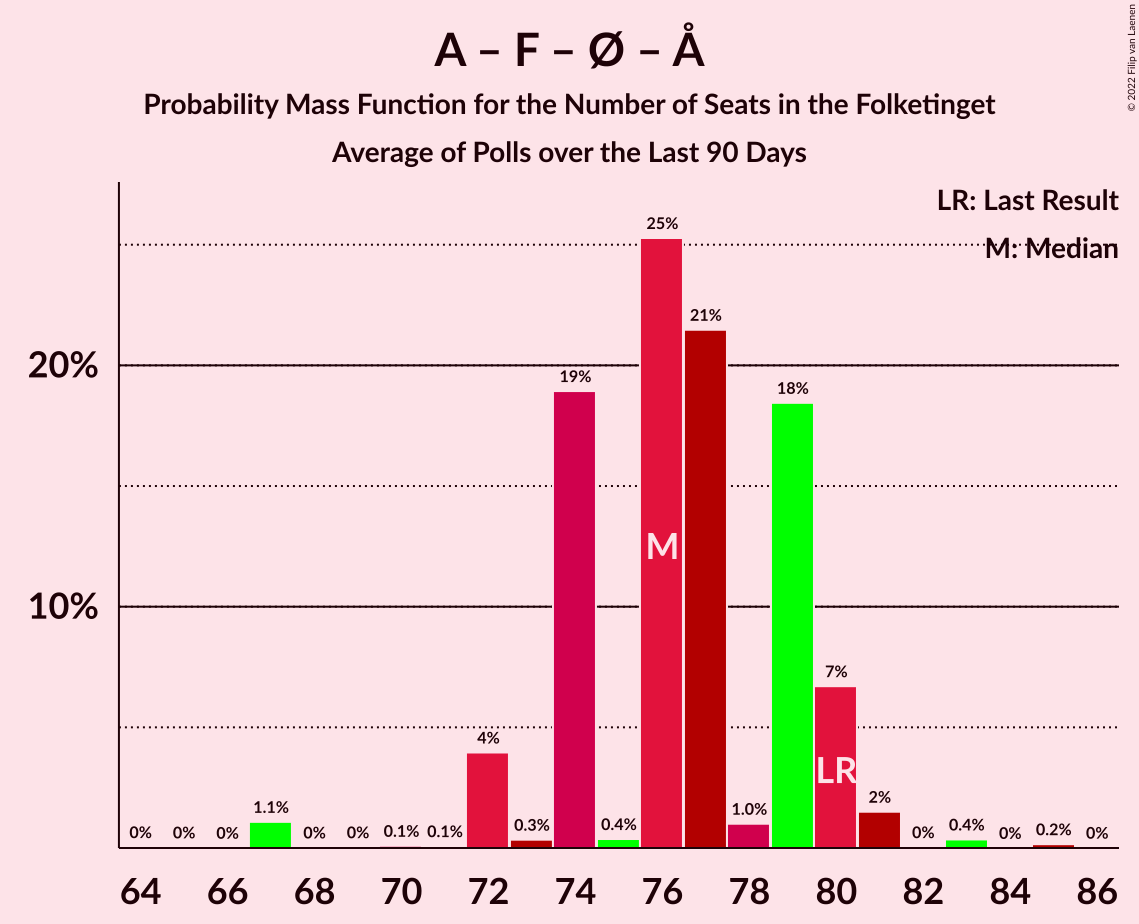 A – F – Ø – Å
Probability Mass Function for the Number of Seats in the Folketinget
Average of Polls over the Last 90 Days
© 2022 Filip van Laenen
LR: Last Result
M: Median
20%
10%
0%
0%
0%
1.1%
0%
0%
0.1%
0.1%
4%
0.3%
19%
0.4%
25%
21%
1.0%
18%
7%
2%
0%
0.4%
0%
0.2%
0%
M
LR
64 66 68 70 72 74 76 78 80 82 84 86